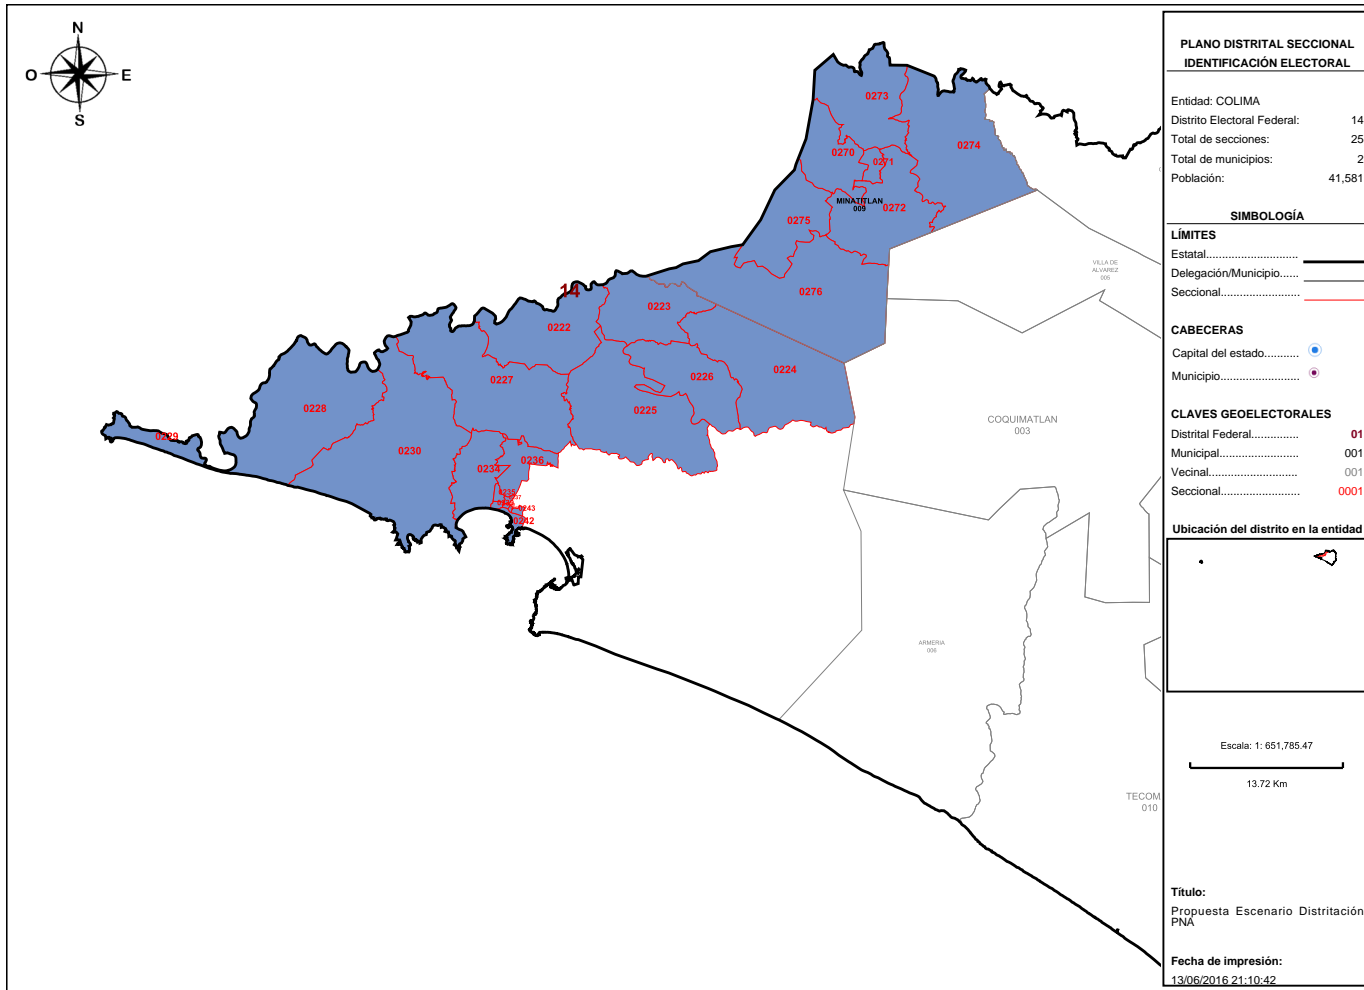 N
O
E
S
0273
0274
0270
0271
MINATITLAN
009
0272
0275
0276
14
0223
0222
0224
0226
0227
0225
0228
0229
0230
0234
0236
0235
0243
0242
VILLA DE
ALVAREZ
005
COQUIMATLAN
003
ARMERIA
006
TECOM
010
PLANO DISTRITAL SECCIONAL
IDENTIFICACIÓN ELECTORAL
Entidad: COLIMA
Distrito Electoral Federal: 14
Total de secciones: 25
Total de municipios: 2
Población: 41,581
SIMBOLOGÍA
LÍMITES
Estatal............................
Delegación/Municipio......
Seccional........................
CABECERAS
Capital del estado...........
Municipio........................
CLAVES GEOELECTORALES
Distrital Federal.............. 01
Municipal........................ 001
Vecinal........................... 001
Seccional........................ 0001
Ubicación del distrito en la entidad
Escala: 1: 651,785.47
13.72 Km
Título:
Propuesta Escenario Distritación
PNA
Fecha de impresión:
13/06/2016 21:10:42